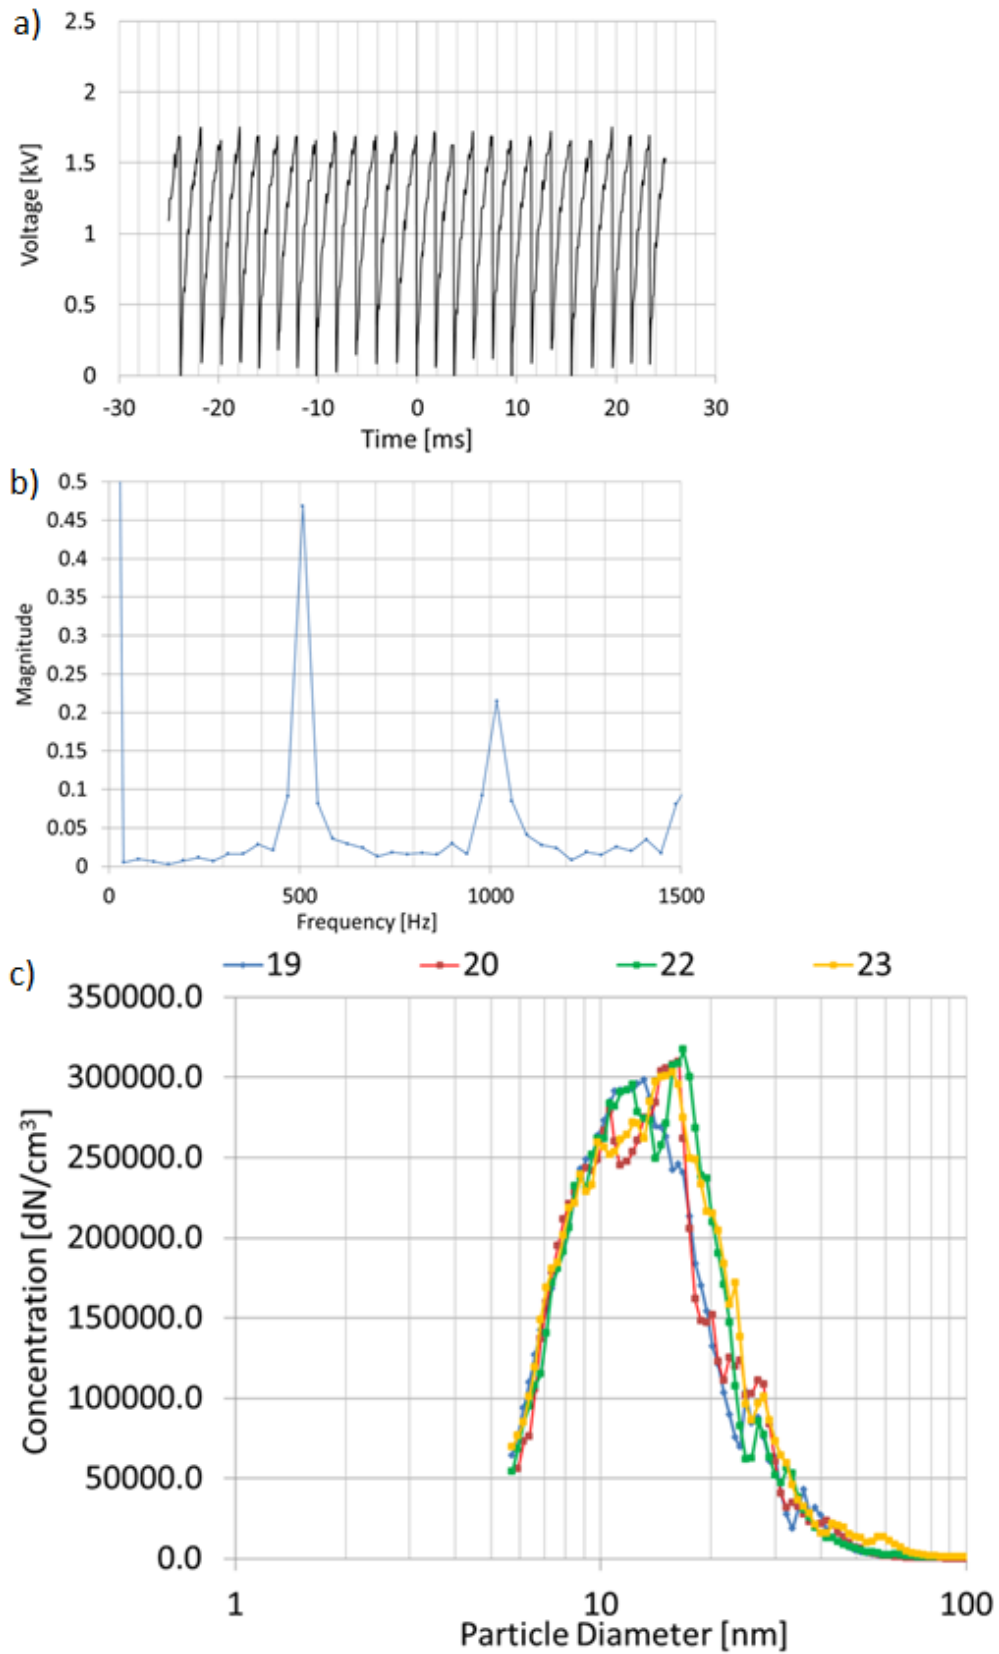 a)
2.5
2
1.5
1
0.5
0
Voltage [kV]
-30 -20 -10 0 10 20 30
Time [ms]
b)
0.5
0.45
0.4
0.35
0.3
0.25
0.2
0.15
0.1
0.05
0
Magnitude
0 500 1000 1500
Frequency [Hz]
c)
19 20 22 23
350000.0
300000.0
250000.0
200000.0
150000.0
100000.0
50000.0
0.0
Concentration [dN/cm³]
1 10 100
Particle Diameter [nm]